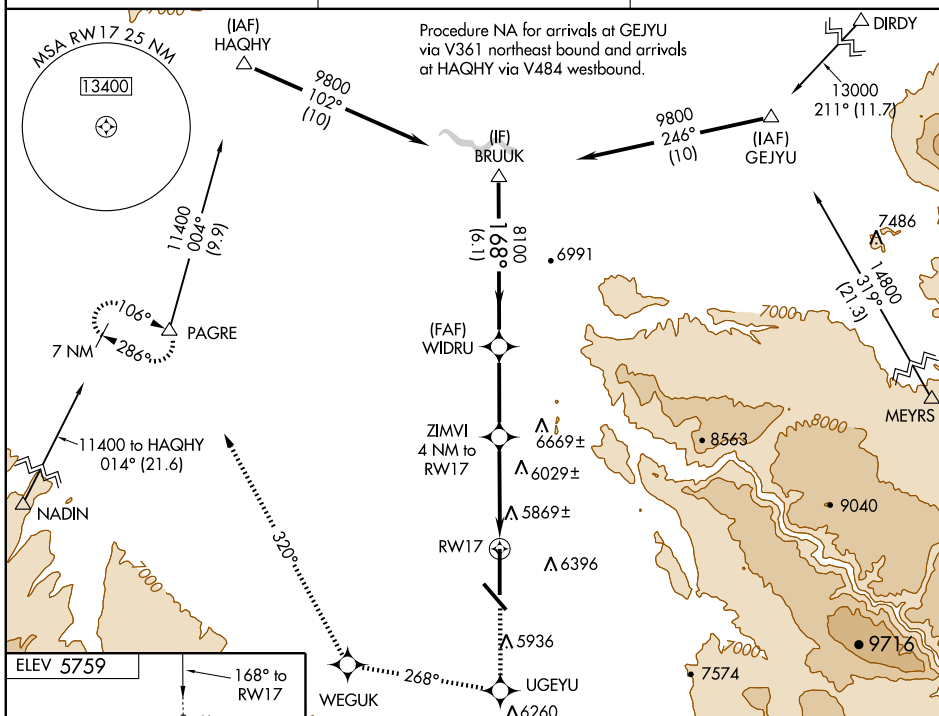 (IAF)
HAQHY
MSA RW17 25 NM
13400
Procedure NA for arrivals at GEJYU
via V361 northeast bound and arrivals
at HAQHY via V484 westbound.
DIRDY
13000
211° (11.7)
9800
102°
(10)
9800
246°
(10)
(IAF)
GEJYU
(IF)
BRUUK
8100
168°
(6.1)
6991
7486
14800
319°
(21.3)
11400
004°
(9.9)
106°
286°
7 NM
PAGRE
7000
(FAF)
WIDRU
MEYRS
8000
ZIMVI
4 NM to
RW17
6669±
8563
6029±
11400 to HAQHY
014° (21.6)
NADIN
5869±
9040
RW17
6396
320°
7000
5936
9716
7000
7574
ELEV 5759
168° to
RW17
WEGUK
268°
UGEYU
6260